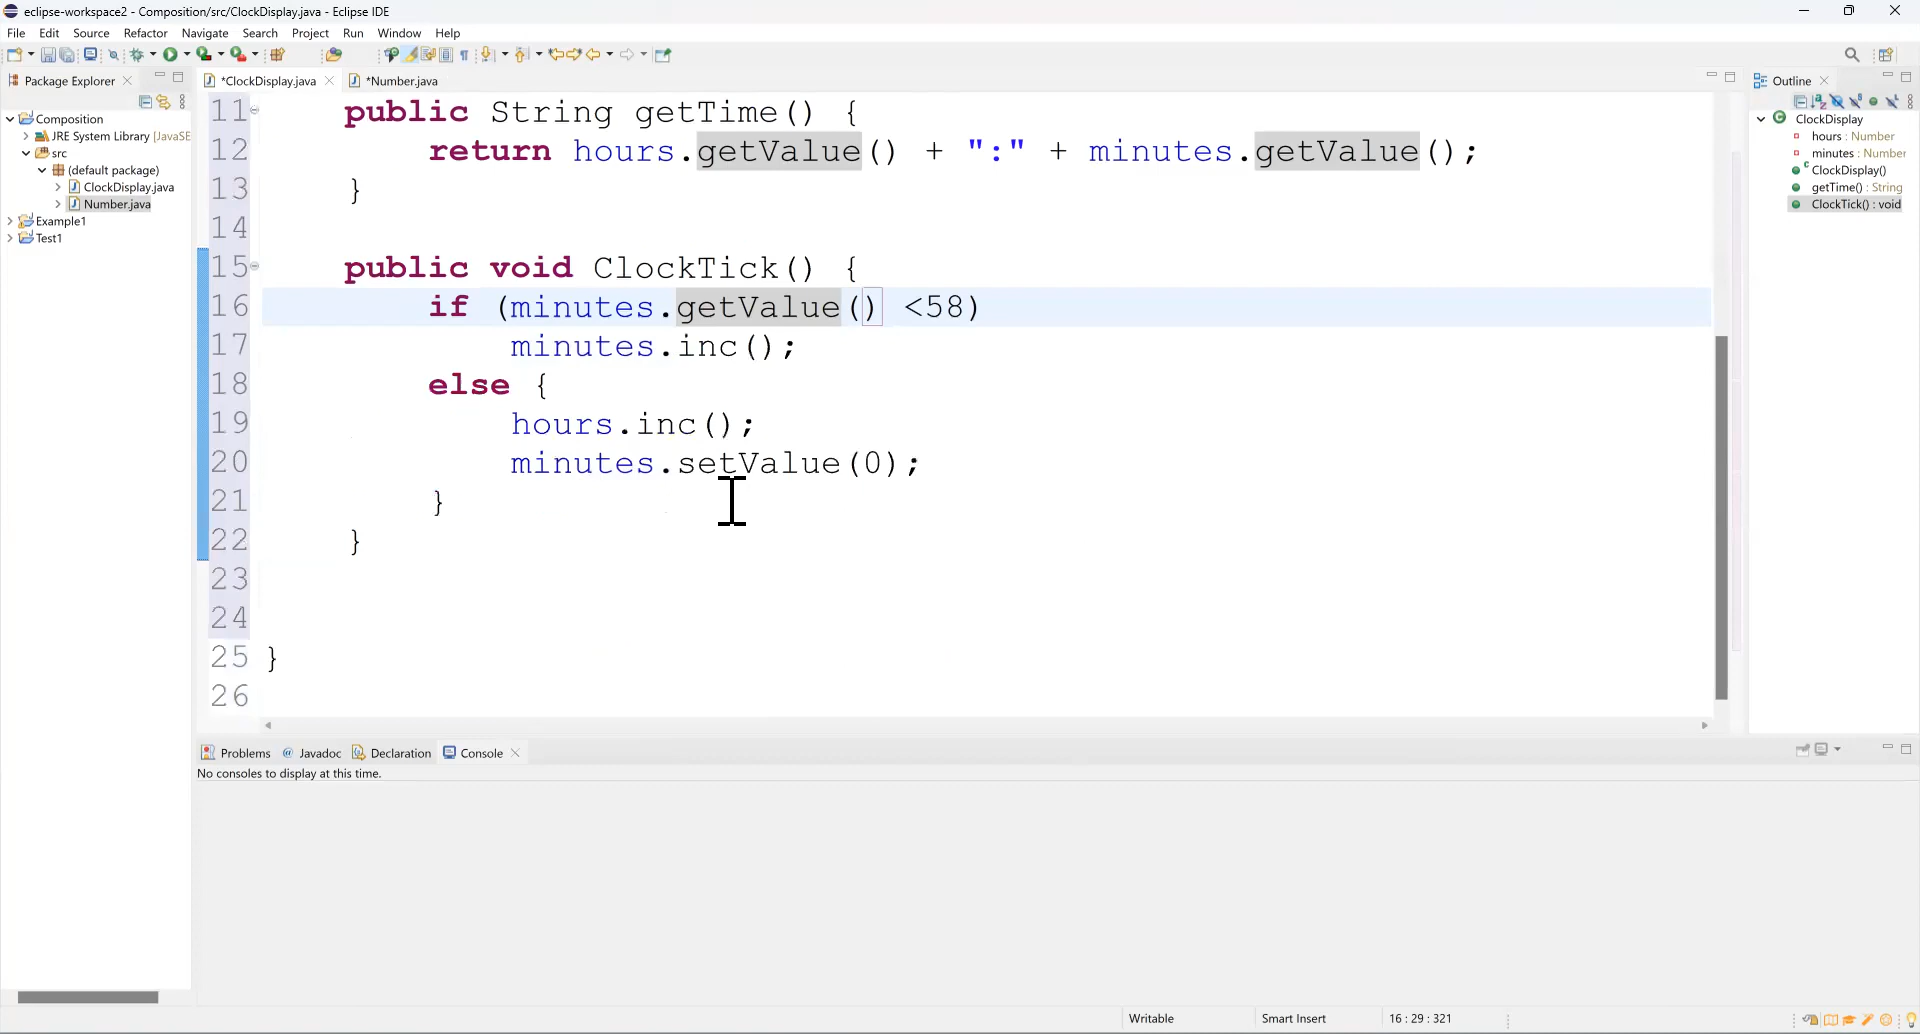 eclipse-workspace2 - Composition/src/ClockDisplay.java - Eclipse IDE
File Edit Source Refactor Navigate Search Project Run Window Help
Package Explorer
*ClockDisplay.java
*Number.java
Outline
Composition
JRE System Library [JavaSE
src
(default package)
ClockDisplay.java
Number.java
Example1
Test1
11 public String getTime() {
12 return hours.getValue() + ":" + minutes.getValue();
13 }
14
15 public void ClockTick() {
16 if (minutes.getValue() <58)
17 minutes.inc();
18 else {
19 hours.inc();
20 minutes.setValue(0);
21 }
22 }
23
24
25 }
26
ClockDisplay
hours : Number
minutes : Number
ClockDisplay()
getTime() : String
ClockTick() : void
Problems @ Javadoc Declaration Console
No consoles to display at this time.
Writable Smart Insert 16 : 29 : 321